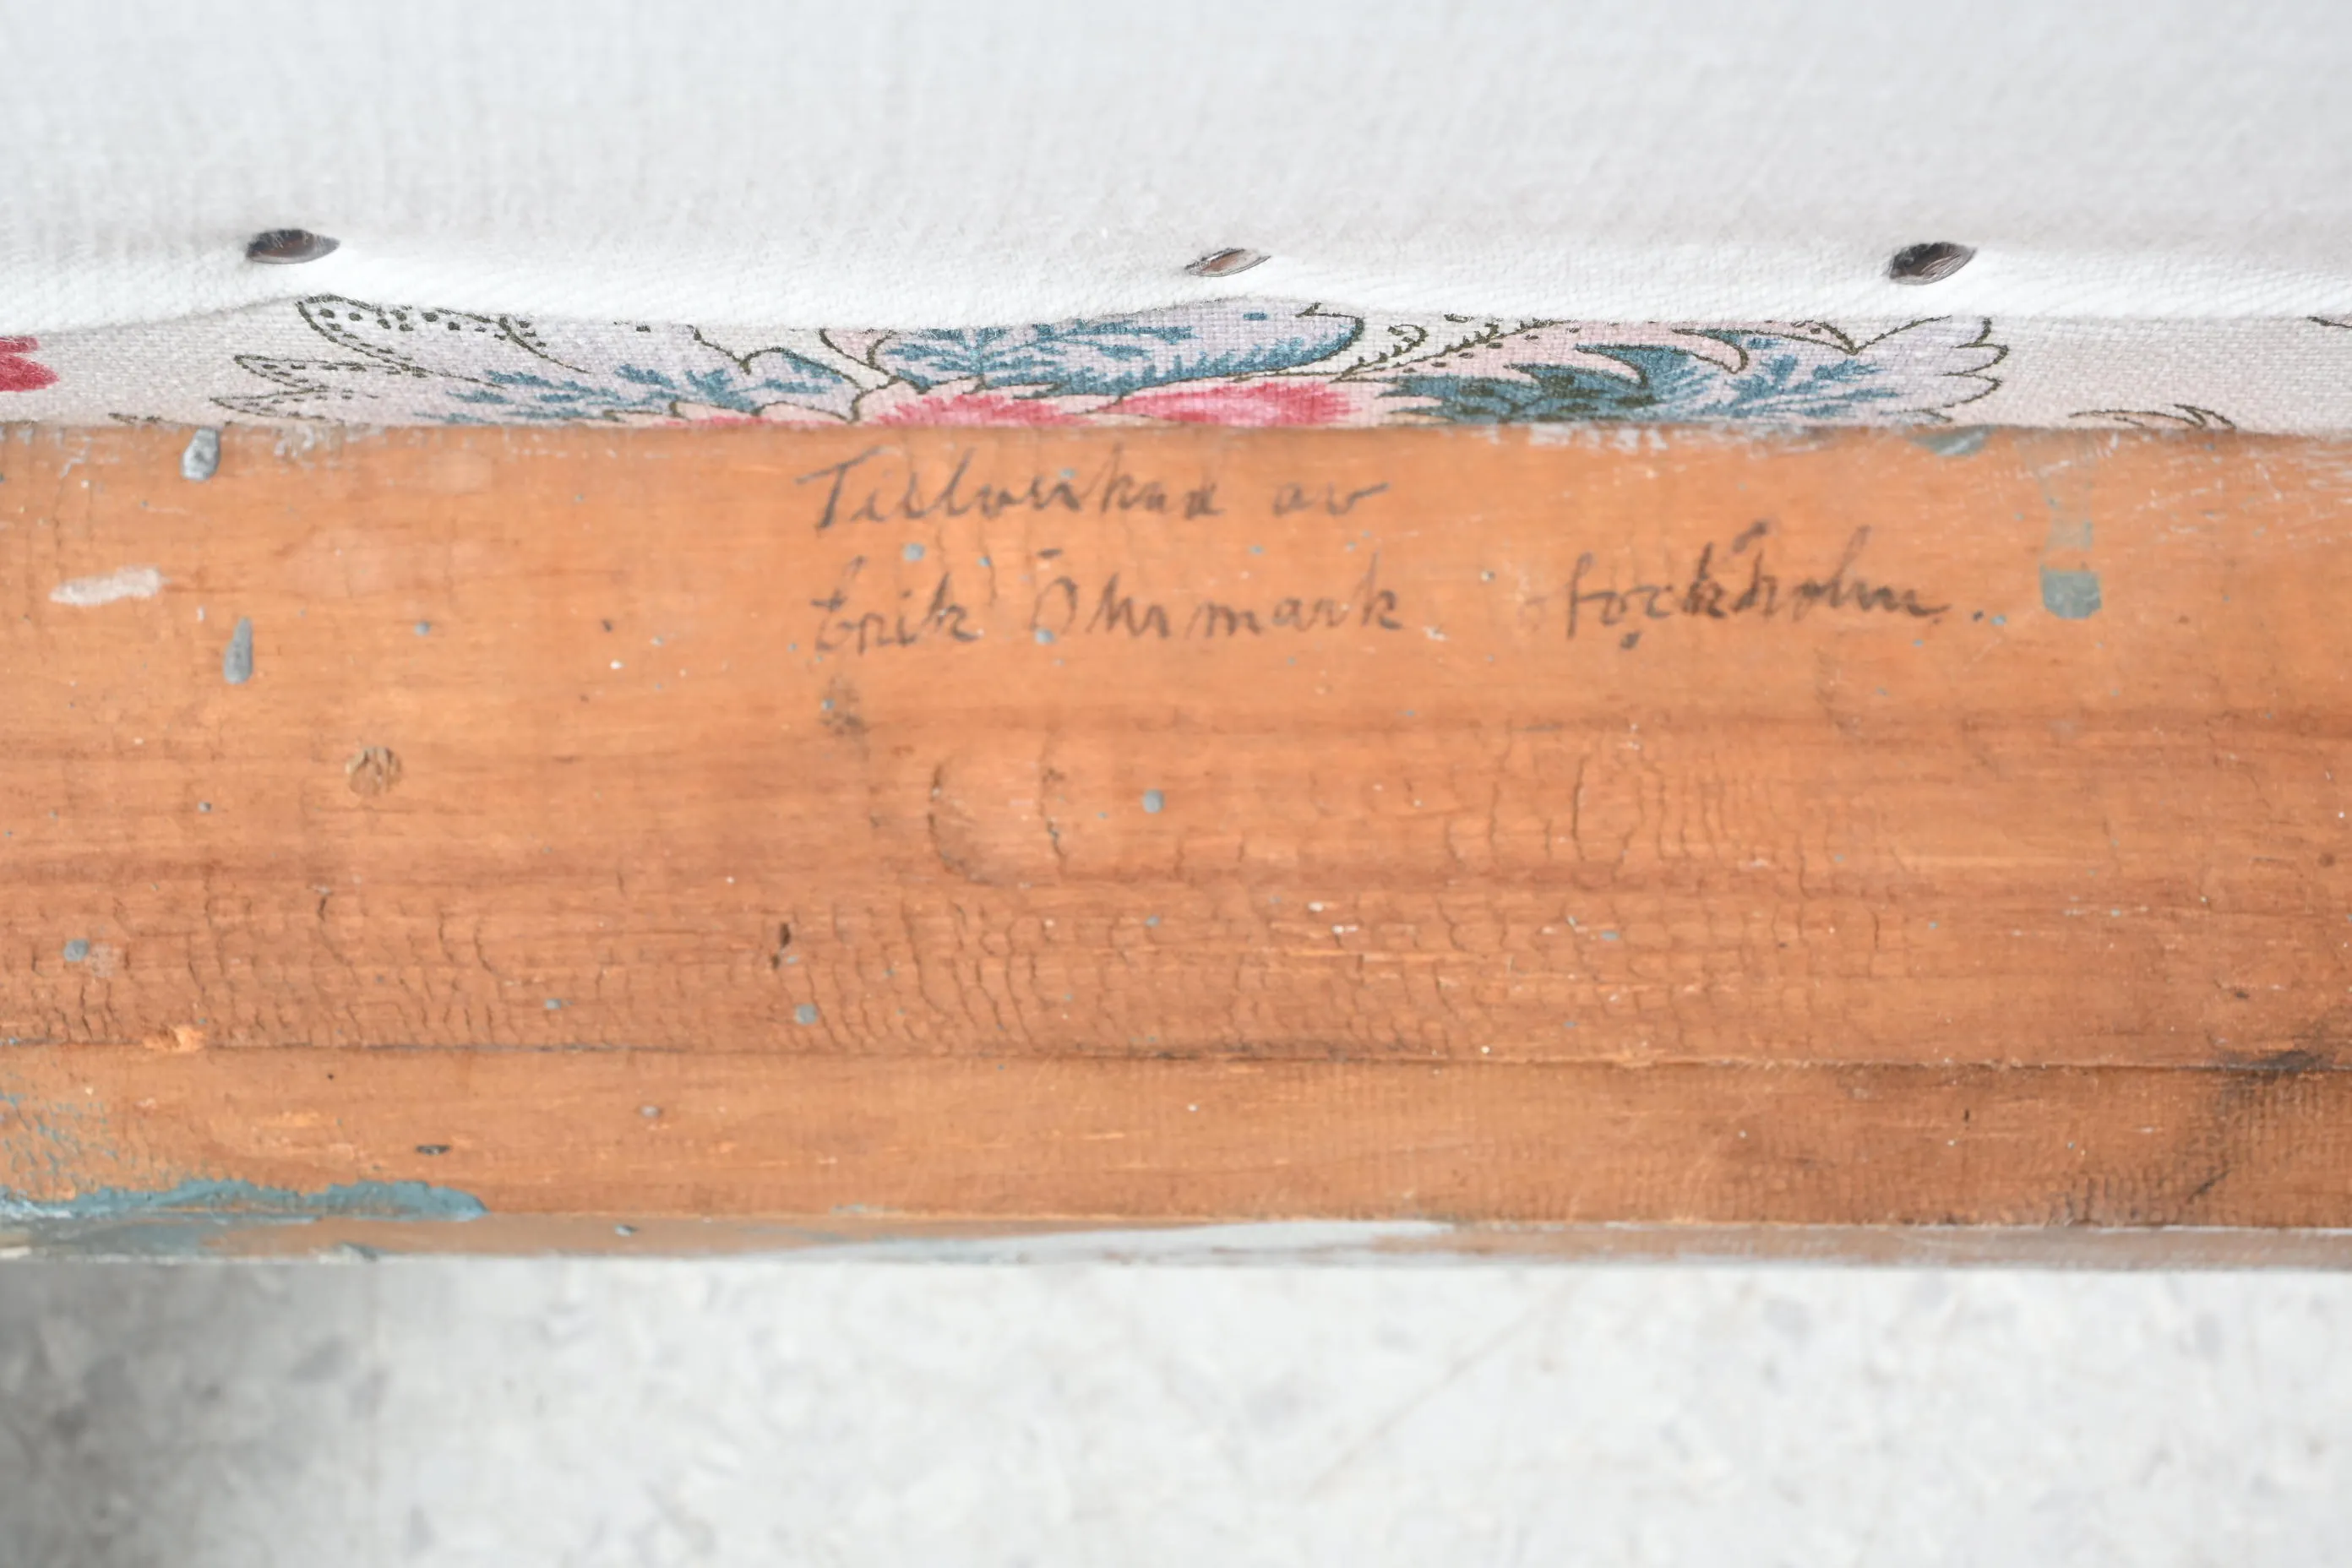 Tillverkad av
Erik Öhrmark Stockholm.